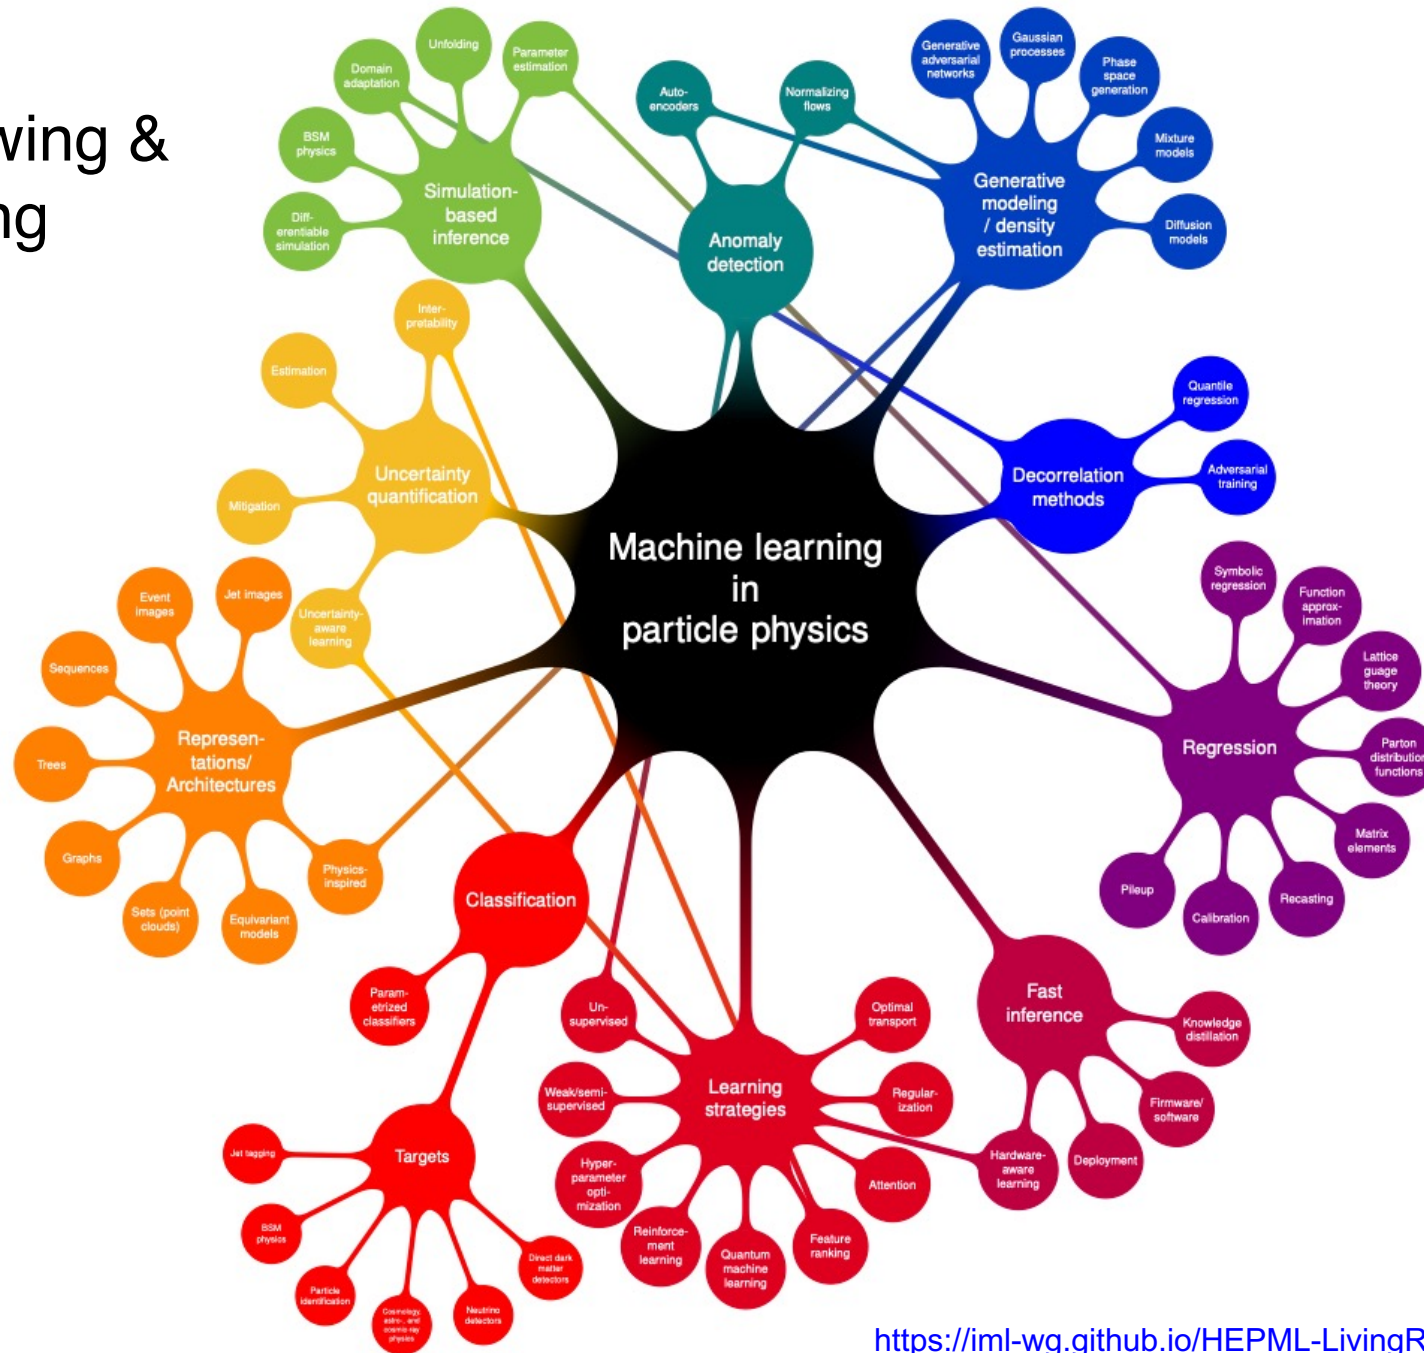 wing &
ng
Unfolding
Parameter
estimation
Domain
adaptation
BSM
physics
Diff-
erentiable
simulation
Simulation-
based
inference
Auto-
encoders
Normalizing
flows
Anomaly
detection
Generative
adversarial
networks
Gaussian
processes
Phase
space
generation
Mixture
models
Diffusion
models
Generative
modeling
/ density
estimation
Inter-
pretability
Estimation
Mitigation
Uncertainty-
aware
learning
Uncertainty
quantification
Quantile
regression
Adversarial
training
Decorrelation
methods
Machine learning
in
particle physics
Jet images
Event
images
Sequences
Trees
Graphs
Sets (point
clouds)
Equivariant
models
Physics-
inspired
Represen-
tations/
Architectures
Symbolic
regression
Function
approx-
imation
Lattice
guage
theory
Parton
distribution
functions
Matrix
elements
Recasting
Calibration
Pileup
Regression
Classification
Param-
etrized
classifiers
Targets
Jet tagging
BSM
physics
Particle
identification
Cosmology,
astro-, and
cosmic ray
physics
Neutrino
detectors
Direct dark
matter
detectors
Un-
supervised
Weak/semi-
supervised
Hyper-
parameter
opti-
mization
Reinforce-
ment
learning
Quantum
machine
learning
Feature
ranking
Attention
Regular-
ization
Optimal
transport
Learning
strategies
Fast
inference
Knowledge
distillation
Firmware/
software
Deployment
Hardware-
aware
learning
https://iml-wg.github.io/HEPML-LivingR